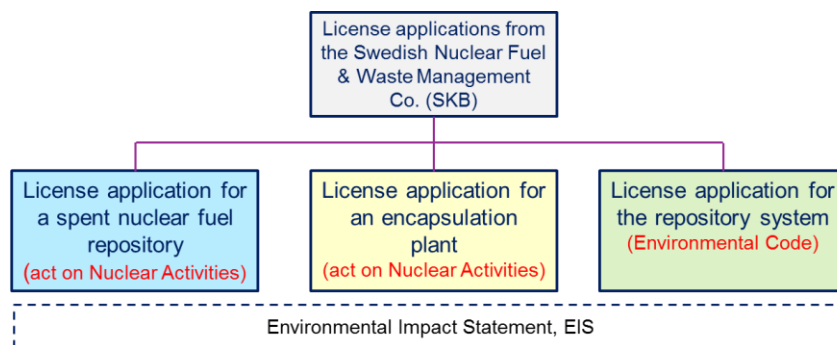 License applications from
the Swedish Nuclear Fuel
& Waste Management
Co. (SKB)
License application for
a spent nuclear fuel
repository
(act on Nuclear Activities)
License application for
an encapsulation
plant
(act on Nuclear Activities)
License application for
the repository system
(Environmental Code)
Environmental Impact Statement, EIS